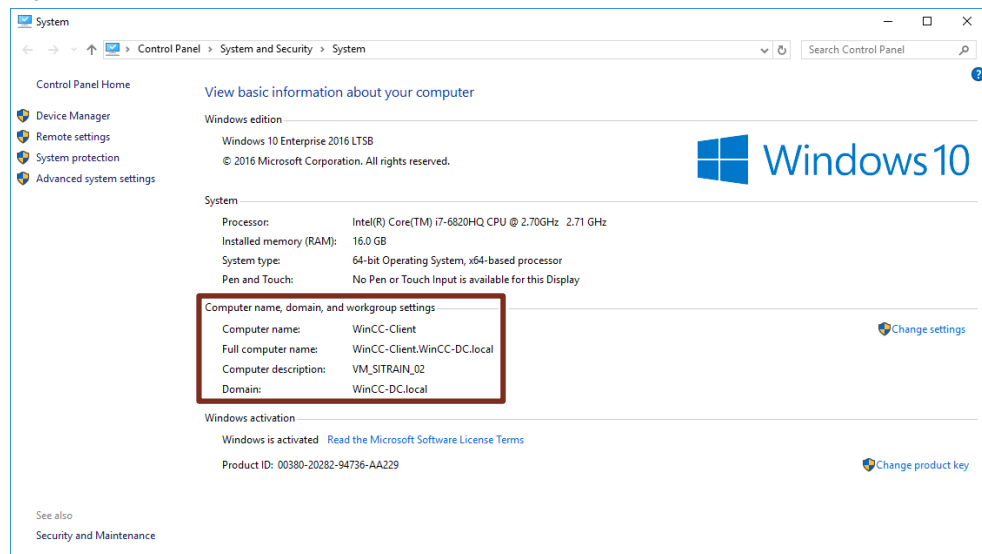 System
Control Panel > System and Security > System
Search Control Panel
Control Panel Home
Device Manager
Remote settings
System protection
Advanced system settings
View basic information about your computer
Windows edition
Windows 10 Enterprise 2016 LTSB
© 2016 Microsoft Corporation. All rights reserved.
Windows 10
System
Processor: Intel(R) Core(TM) i7-6820HQ CPU @ 2.70GHz 2.71 GHz
Installed memory (RAM): 16.0 GB
System type: 64-bit Operating System, x64-based processor
Pen and Touch: No Pen or Touch Input is available for this Display
Computer name, domain, and workgroup settings
Computer name: WinCC-Client
Change settings
Full computer name: WinCC-Client.WinCC-DC.local
Computer description: VM_SITRAIN_02
Domain: WinCC-DC.local
Windows activation
Windows is activated Read the Microsoft Software License Terms
Product ID: 00380-20282-94736-AA229
Change product key
See also
Security and Maintenance